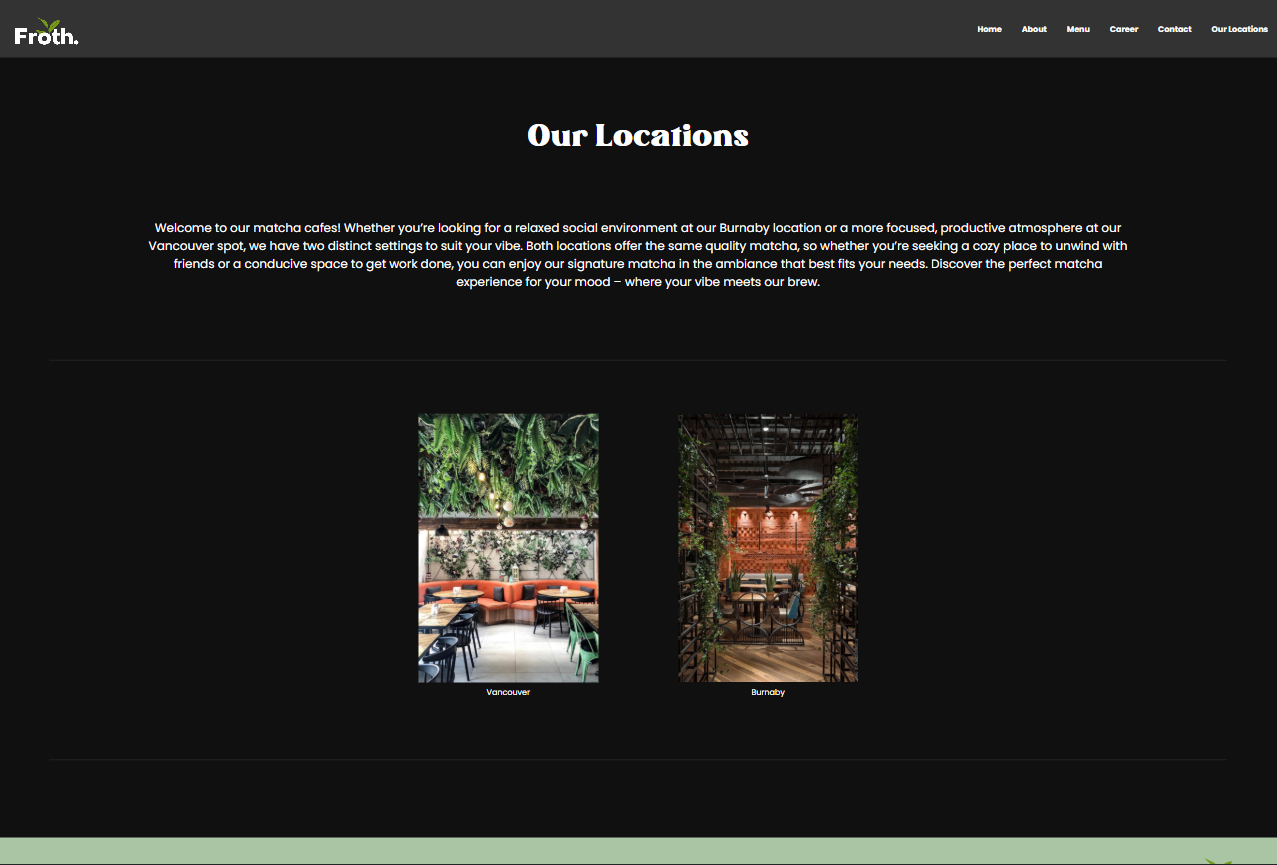 Froth.
Home About Menu Career Contact Our Locations
Our Locations
Welcome to our matcha cafes! Whether you’re looking for a relaxed social environment at our Burnaby location or a more focused, productive atmosphere at our
Vancouver spot, we have two distinct settings to suit your vibe. Both locations offer the same quality matcha, so whether you’re seeking a cozy place to unwind with
friends or a conducive space to get work done, you can enjoy our signature matcha in the ambiance that best fits your needs. Discover the perfect matcha
experience for your mood – where your vibe meets our brew.
Vancouver
Burnaby